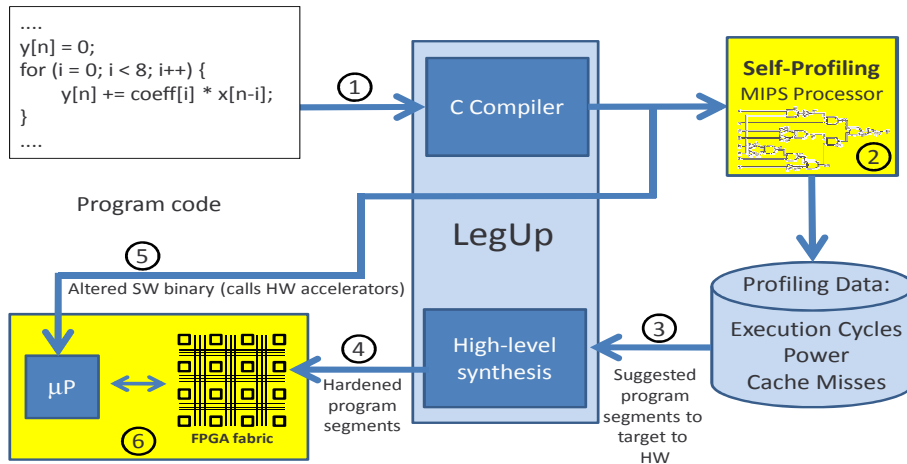 ....
y[n] = 0;
for (i = 0; i < 8; i++) {
y[n] += coeff[i] * x[n-i];
}
....
Program code
1
C Compiler
LegUp
High-level
synthesis
Self-Profiling
MIPS Processor
2
Profiling Data:
Execution Cycles
Power
Cache Misses
3
Suggested
program
segments to
target to
HW
4
Hardened
program
segments
5
Altered SW binary (calls HW accelerators)
μP
FPGA fabric
6